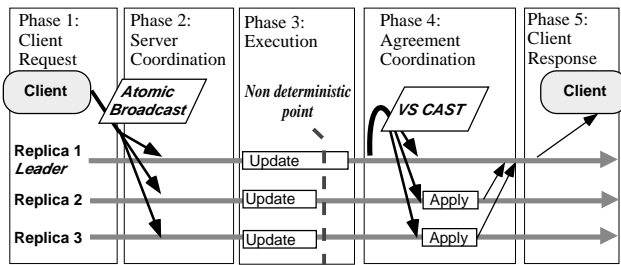 Phase 1:
Client
Request
Phase 2:
Server
Coordination
Phase 3:
Execution
Phase 4:
Agreement
Coordination
Phase 5:
Client
Response
Client
Atomic
Broadcast
Non deterministic
point
VS CAST
Client
Replica 1
Leader
Update
Replica 2
Update
Apply
Replica 3
Update
Apply